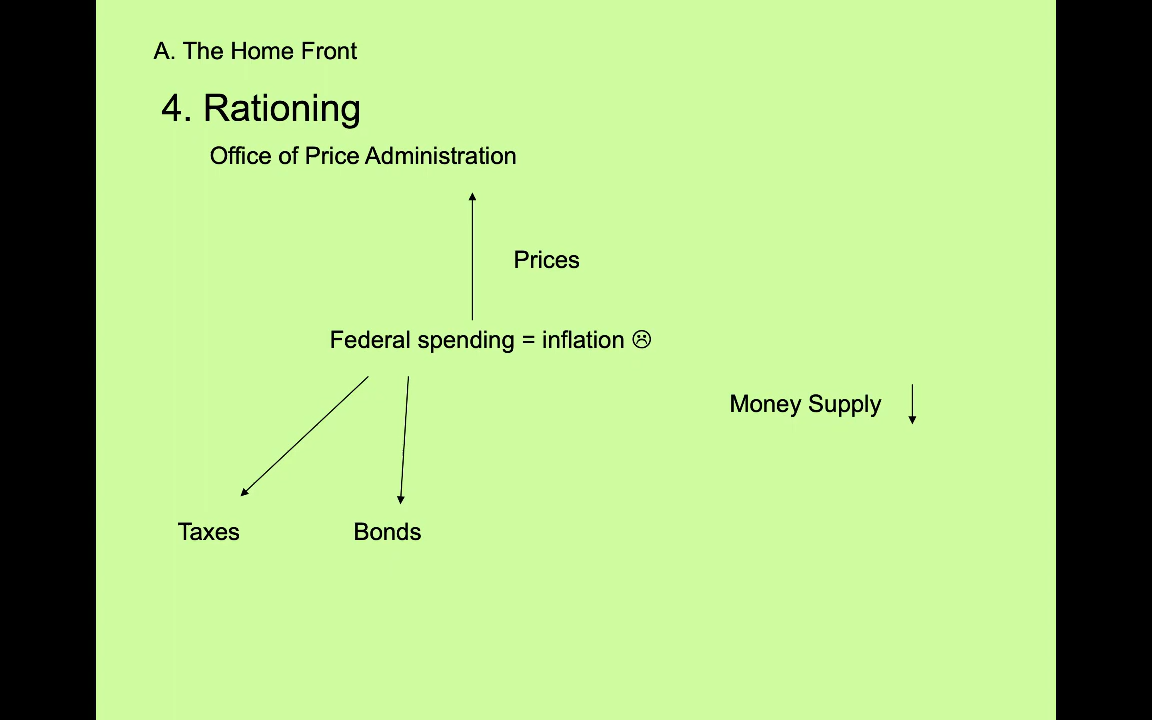 A. The Home Front
4. Rationing
Office of Price Administration
Prices
Federal spending = inflation ☹
Money Supply
Taxes
Bonds